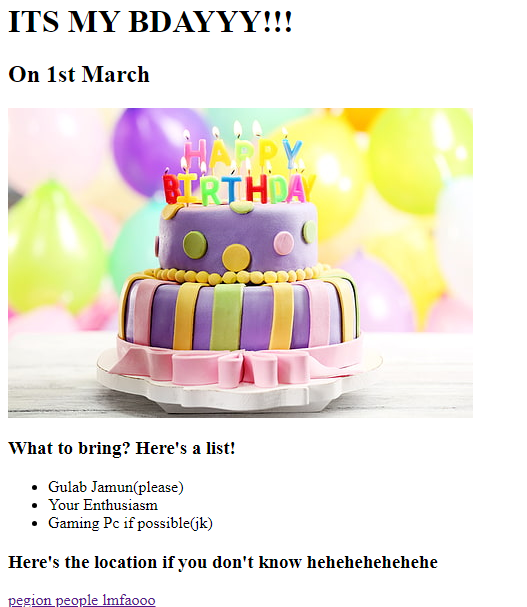 ITS MY BDAYYY!!!
On 1st March
HAPPY
BIRTHDAY
What to bring? Here's a list!
Gulab Jamun(please)
Your Enthusiasm
Gaming Pc if possible(jk)
Here's the location if you don't know hehehehehehehe
pegion people lmfaooo